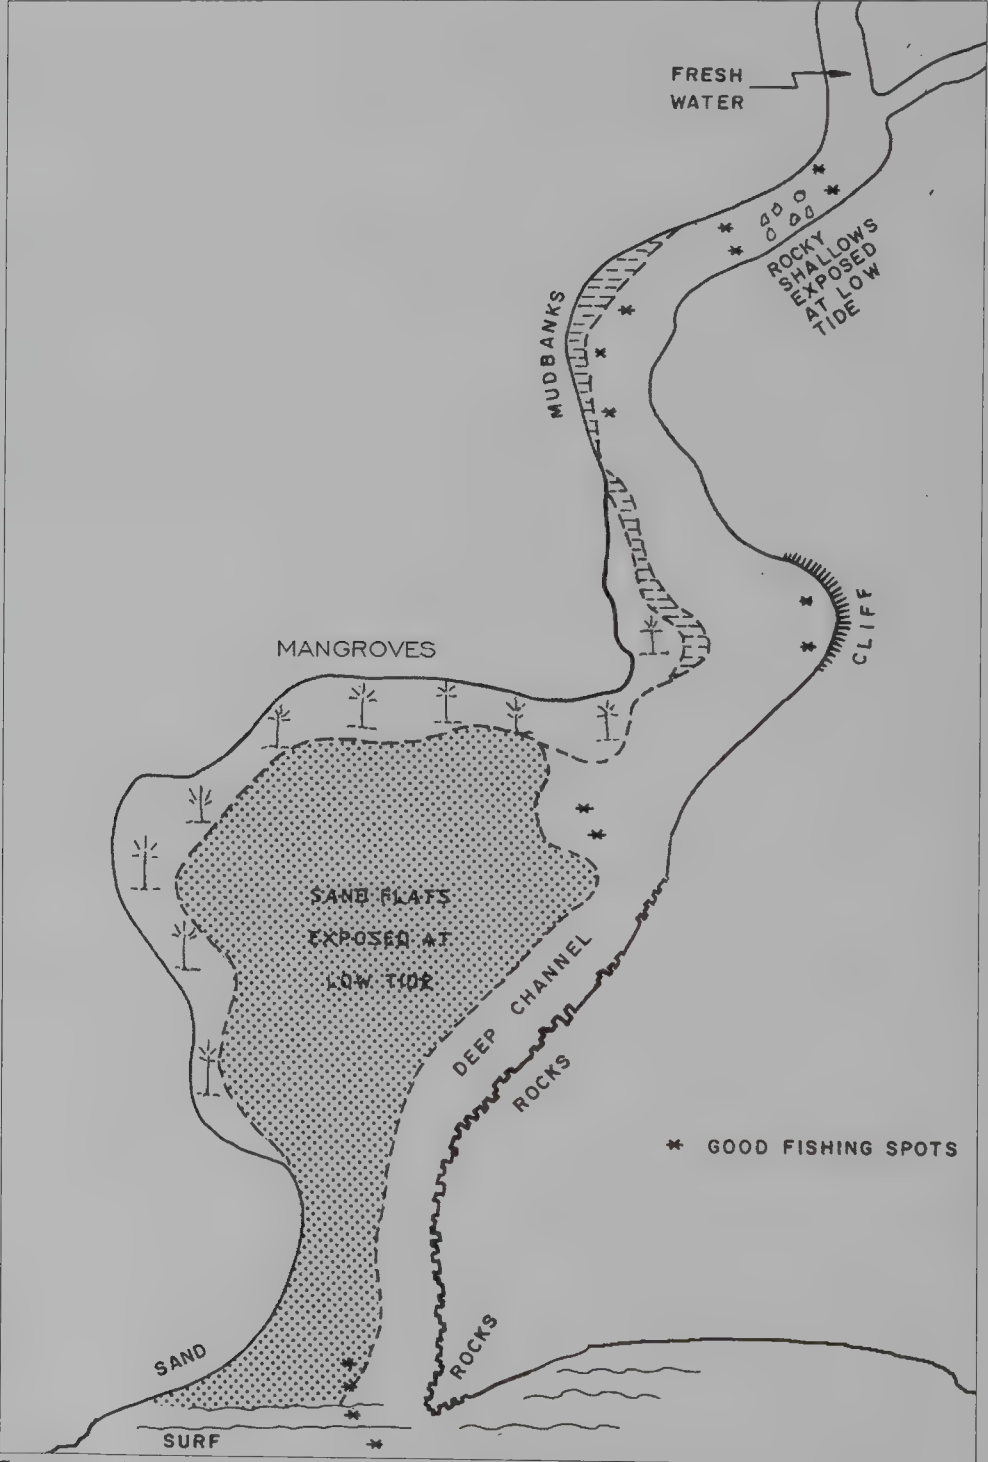 FRESH
WATER
ROCKY
SHALLOWS
EXPOSED
AT LOW
TIDE
MUDBANKS
CLIFF
MANGROVES
SAND FLATS
EXPOSED AT
LOW TIDE
DEEP CHANNEL
ROCKS
* GOOD FISHING SPOTS
ROCKS
SAND
SURF